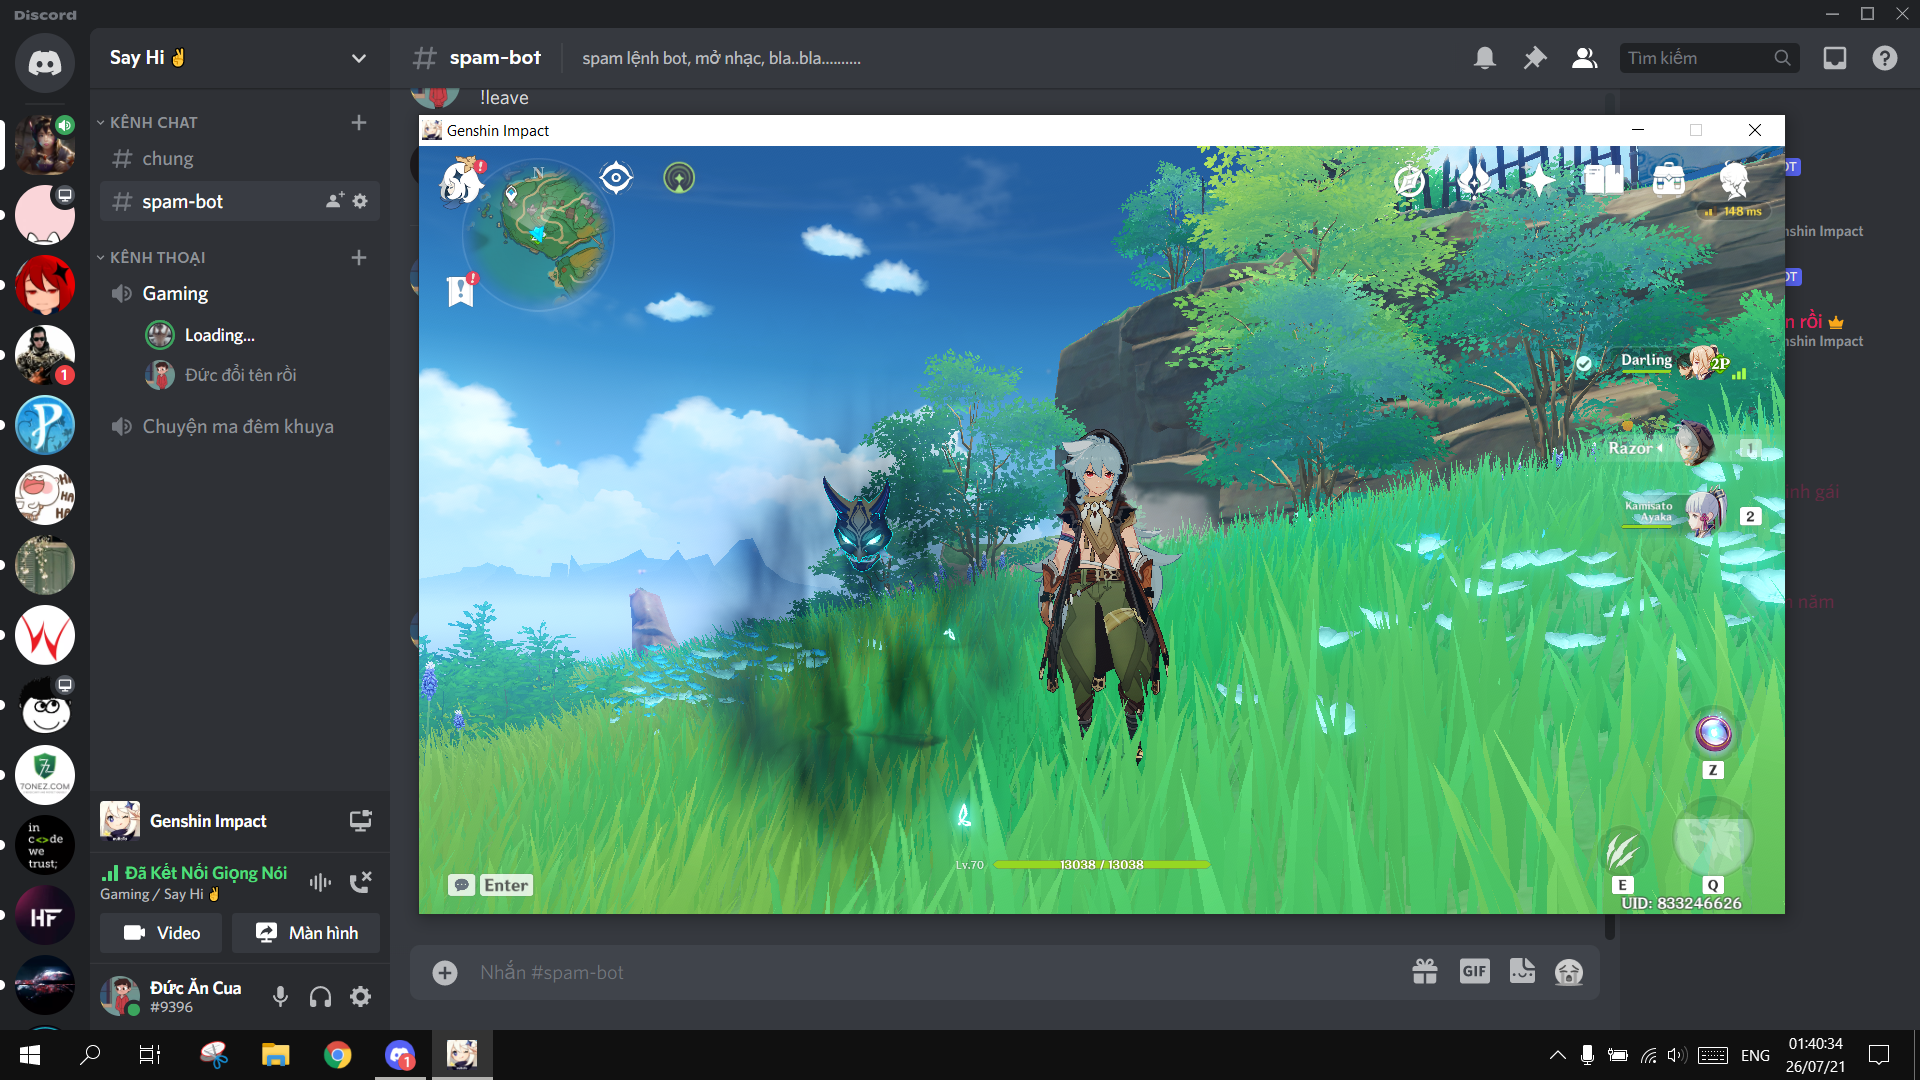 Discord
Say Hi ✌
KÊNH CHAT
chung
spam-bot
KÊNH THOẠI
Gaming
Loading...
Đức đổi tên rồi
Chuyện ma đêm khuya
Genshin Impact
Đã Kết Nối Giọng Nói
Gaming / Say Hi ✌
Video
Màn hình
Đức Ăn Cua
#9396
1
P
W
7ONEZ.COM
in
c<>de
we
trust;
HF
spam-bot
spam lệnh bot, mở nhạc, bla..bla..........
Tìm kiếm
!leave
Genshin Impact
N
148 ms
Darling
2P
Razor
1
Kamisato
Ayaka
2
Z
E
Q
UID: 833246626
Lv.70
13038 / 13038
Enter
nshin Impact
n rồi
nshin Impact
nh gái
năm
Nhắn #spam-bot
GIF
1
ENG
01:40:34
26/07/21